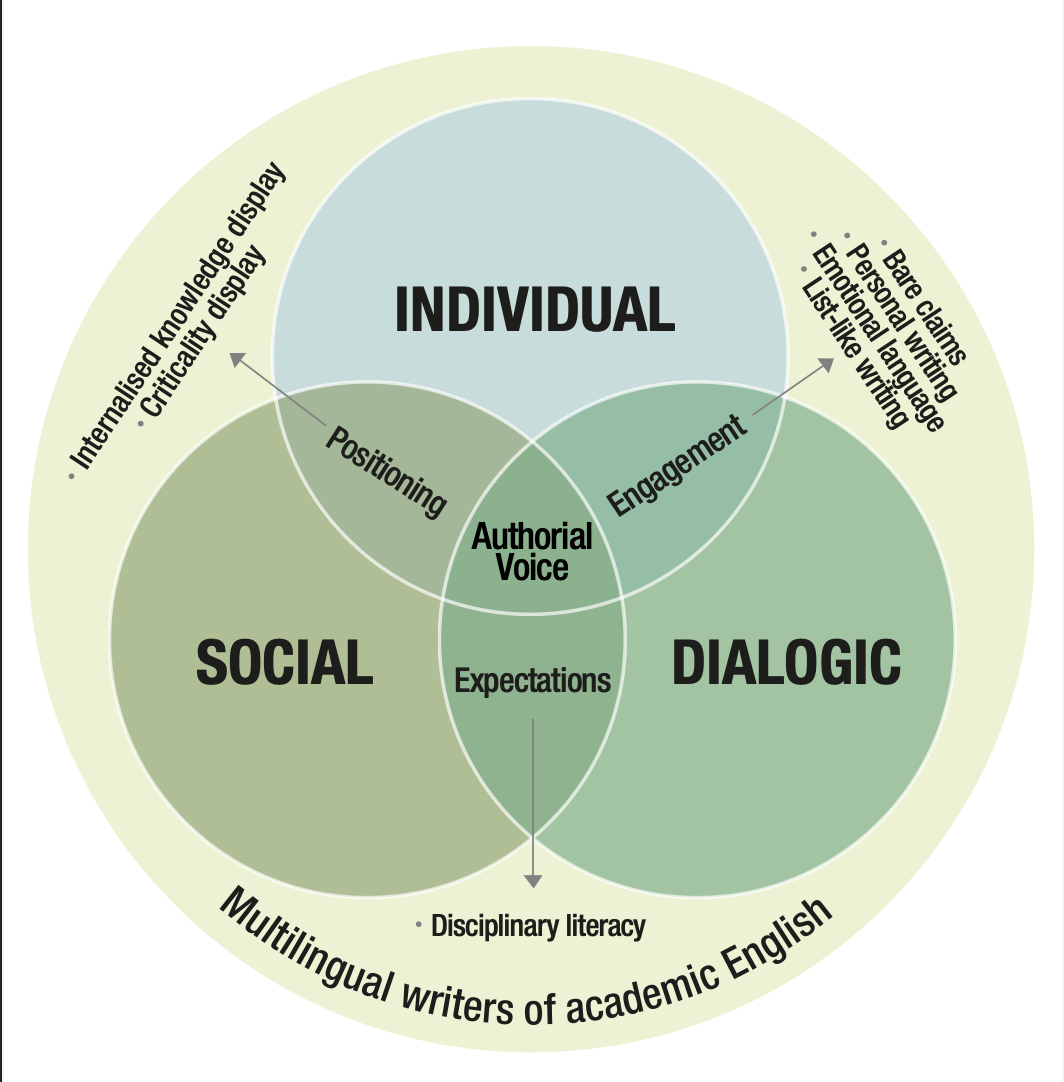 INDIVIDUAL
• Internalised knowledge display
• Criticality display
• Bare claims
• Personal writing
• Emotional language
• List-like writing
Positioning
Engagement
Authorial
Voice
SOCIAL
DIALOGIC
Expectations
• Disciplinary literacy
Multilingual writers of academic English